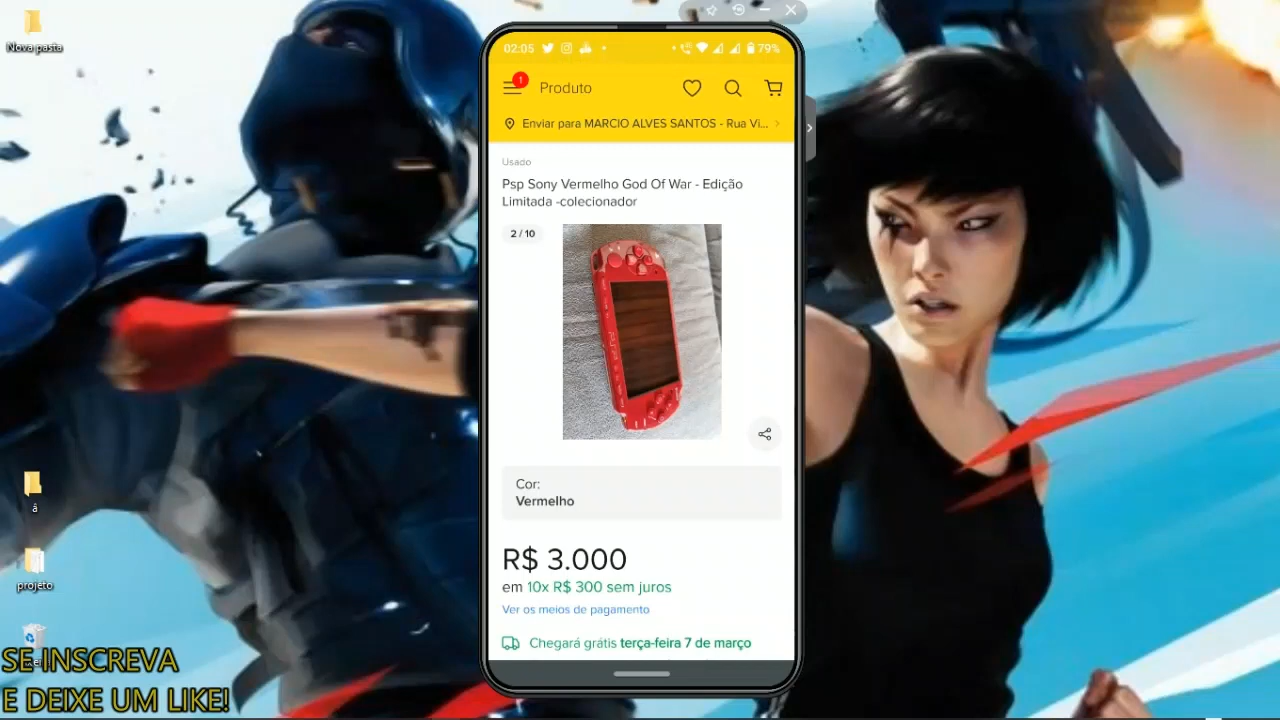 Nova pasta
02:05
79%
1
Produto
Enviar para MARCIO ALVES SANTOS - Rua Vi...
Usado
Psp Sony Vermelho God Of War - Edição
Limitada -colecionador
2 / 10
Cor:
Vermelho
R$ 3.000
em 10x R$ 300 sem juros
Ver os meios de pagamento
Chegará grátis terça-feira 7 de março
â
projeto
SE INSCREVA
E DEIXE UM LIKE!